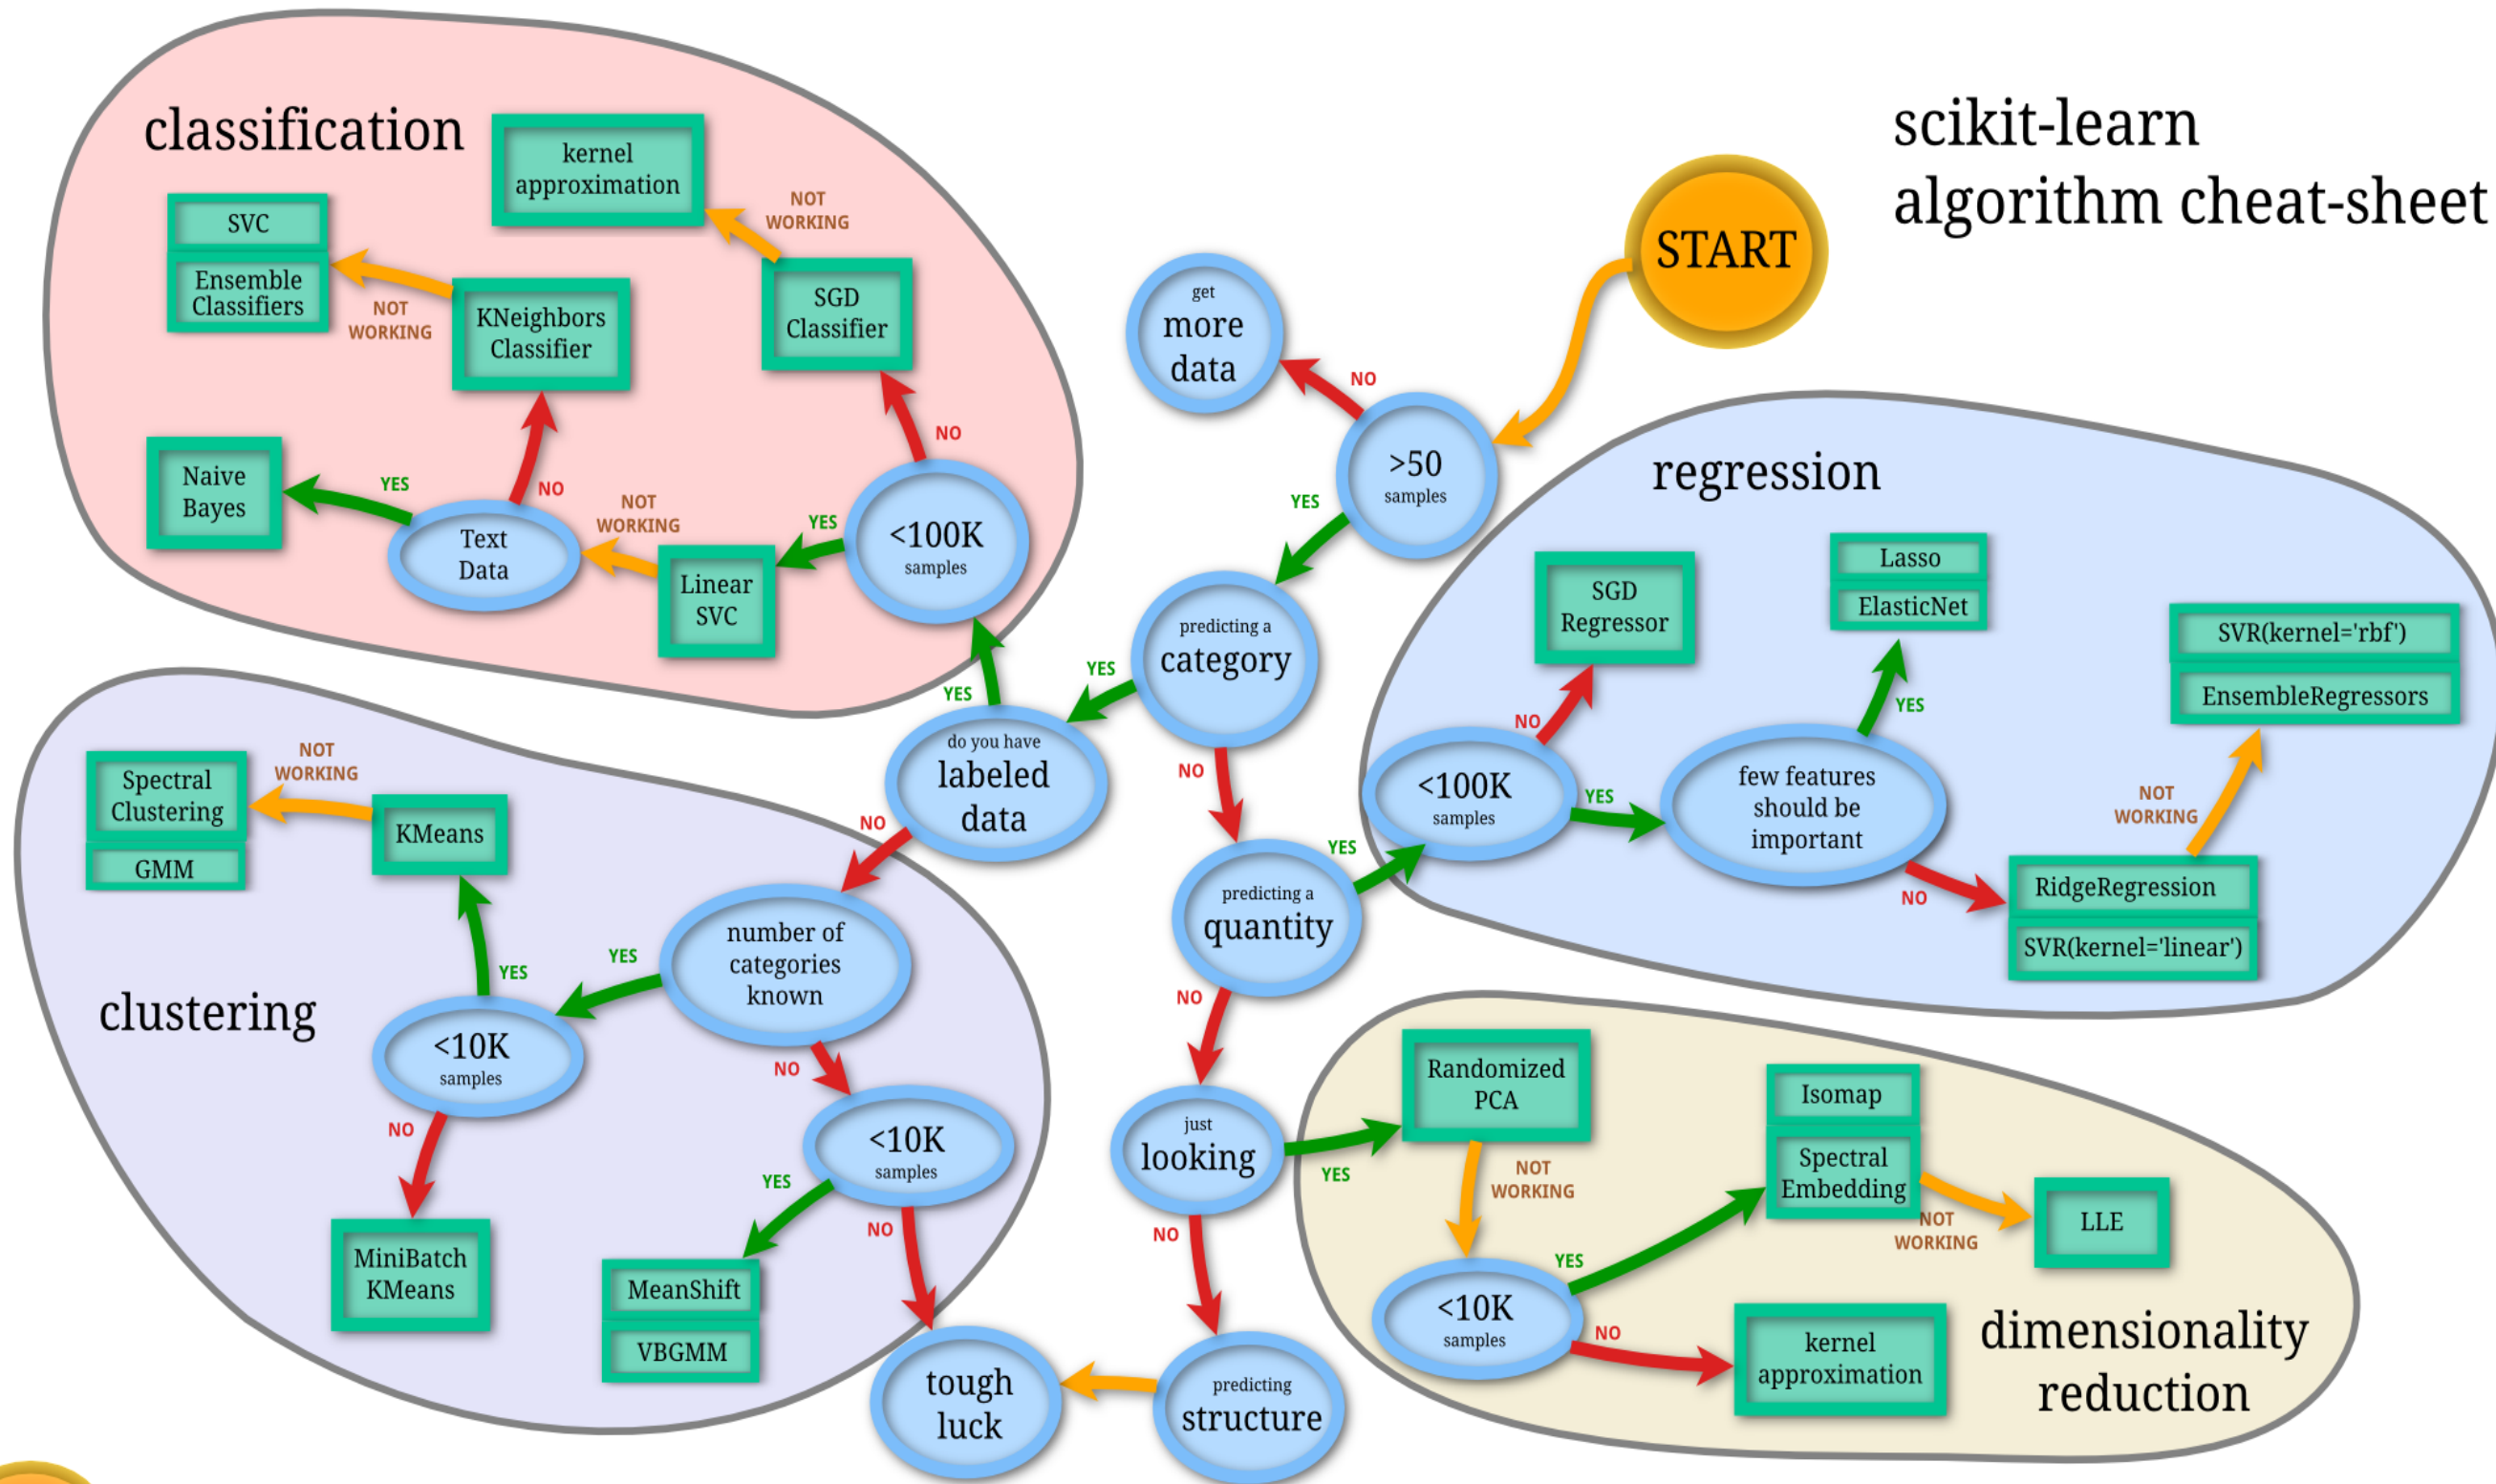 scikit-learn
algorithm cheat-sheet
START
classification
kernel
approximation
NOT
WORKING
SVC
Ensemble
Classifiers
NOT
WORKING
KNeighbors
Classifier
SGD
Classifier
NO
Naive
Bayes
YES
NO
Text
Data
NOT
WORKING
Linear
SVC
YES
<100K
samples
get
more
data
NO
>50
samples
YES
predicting a
category
YES
NO
YES
do you have
labeled
data
NO
regression
SGD
Regressor
Lasso
ElasticNet
SVR(kernel='rbf')
EnsembleRegressors
NO
YES
<100K
samples
YES
few features
should be
important
NOT
WORKING
NO
RidgeRegression
SVR(kernel='linear')
YES
predicting a
quantity
NO
clustering
Spectral
Clustering
GMM
NOT
WORKING
KMeans
YES
YES
number of
categories
known
<10K
samples
NO
NO
<10K
samples
YES
NO
MiniBatch
KMeans
MeanShift
VBGMM
just
looking
YES
NO
tough
luck
predicting
structure
Randomized
PCA
NOT
WORKING
Isomap
Spectral
Embedding
NOT
WORKING
LLE
YES
<10K
samples
NO
kernel
approximation
dimensionality
reduction